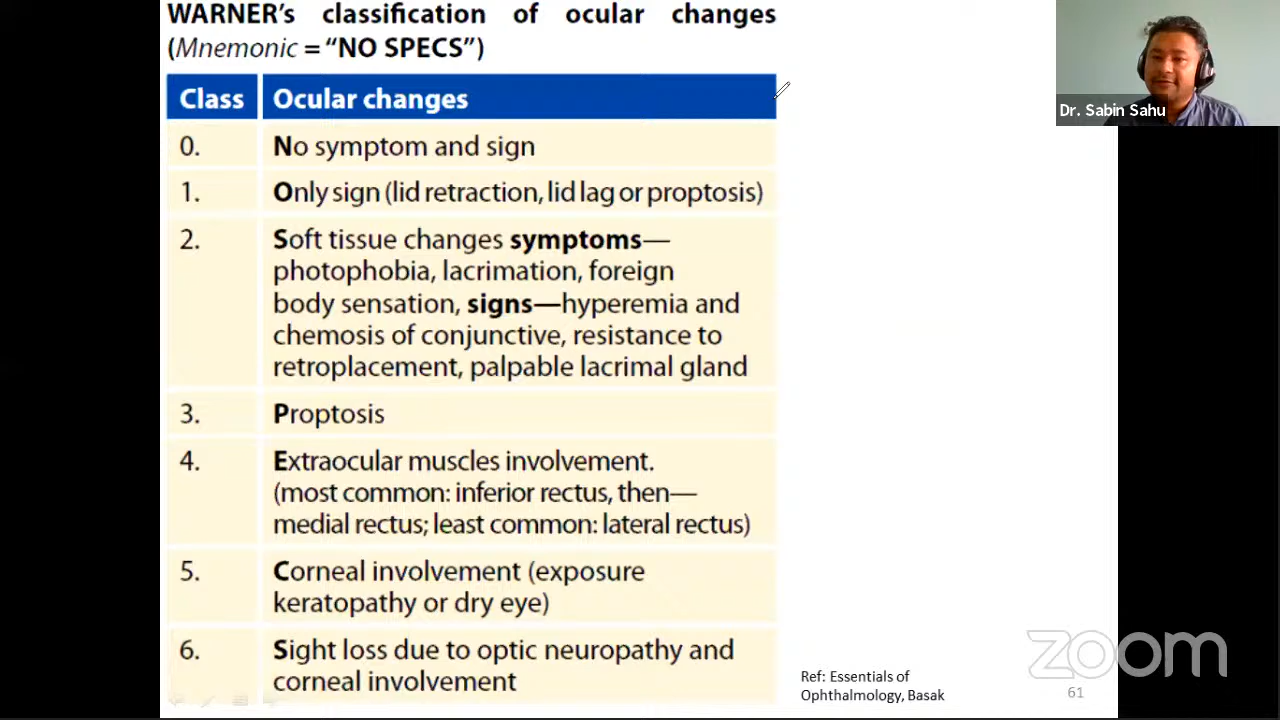 WARNER's classification of ocular changes
(Mnemonic = “NO SPECS”)
Class Ocular changes
0. No symptom and sign
1. Only sign (lid retraction, lid lag or proptosis)
2. Soft tissue changes symptoms—
photophobia, lacrimation, foreign
body sensation, signs—hyperemia and
chemosis of conjunctive, resistance to
retroplacement, palpable lacrimal gland
3. Proptosis
4. Extraocular muscles involvement.
(most common: inferior rectus, then—
medial rectus; least common: lateral rectus)
5. Corneal involvement (exposure
keratopathy or dry eye)
6. Sight loss due to optic neuropathy and
corneal involvement
Ref: Essentials of
Ophthalmology, Basak
61
Dr. Sabin Sahu
zoom